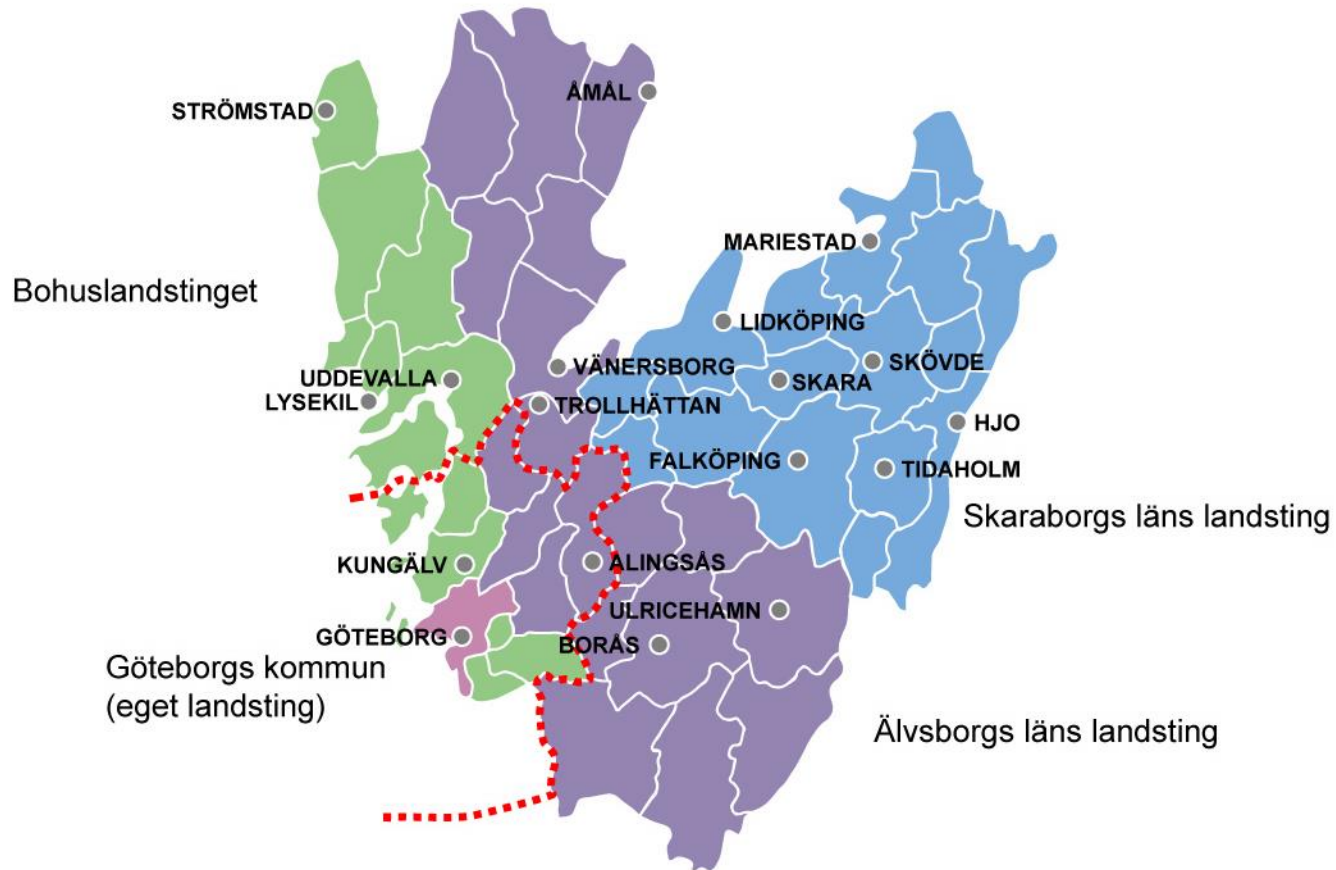 ÅMÅL
STRÖMSTAD
MARIESTAD
Bohuslandstinget
LIDKÖPING
VÄNERSBORG
SKÖVDE
UDDEVALLA
SKARA
LYSEKIL
TROLLHÄTTAN
HJO
FALKÖPING
TIDAHOLM
Skaraborgs läns landsting
KUNGÄLV
ALINGSÅS
ULRICEHAMN
GÖTEBORG
BORÅS
Göteborgs kommun
(eget landsting)
Älvsborgs läns landsting